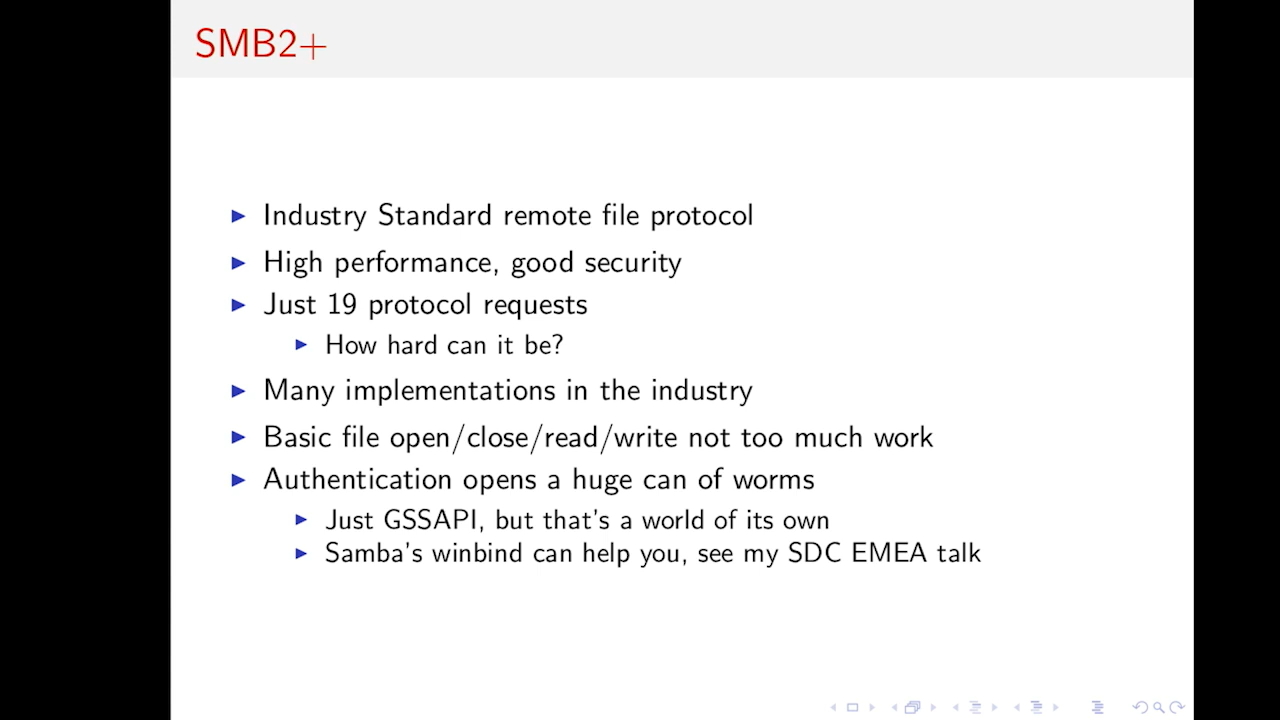 SMB2+
Industry Standard remote file protocol
High performance, good security
Just 19 protocol requests
How hard can it be?
Many implementations in the industry
Basic file open/close/read/write not too much work
Authentication opens a huge can of worms
Just GSSAPI, but that's a world of its own
Samba's winbind can help you, see my SDC EMEA talk